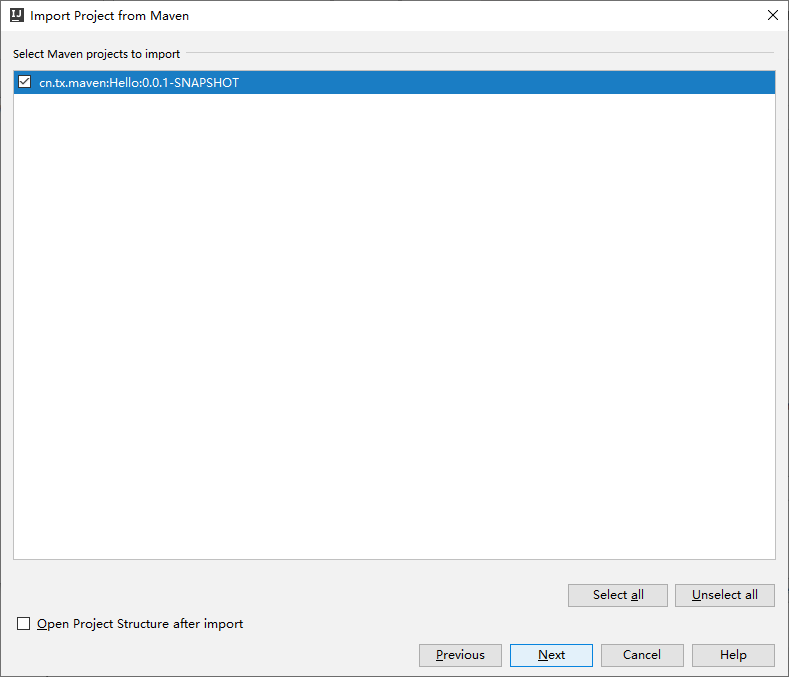 IJ Import Project from Maven
Select Maven projects to import
cn.tx.maven:Hello:0.0.1-SNAPSHOT
Select all Unselect all
Open Project Structure after import
Previous Next Cancel Help